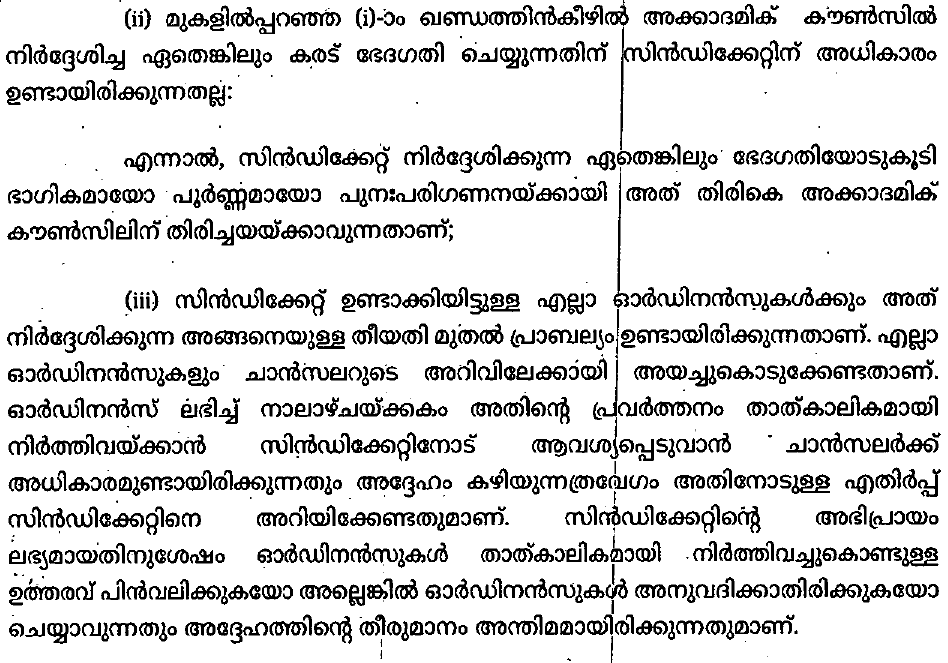 (ii) മുകളിൽപ്പറഞ്ഞ (i)-ാം ഖണ്ഡത്തിൻകീഴിൽ അക്കാദമിക് കൗൺസിൽ
നിർദ്ദേശിച്ച ഏതെങ്കിലും കരട് ഭേദഗതി ചെയ്യുന്നതിന് സിൻഡിക്കേറ്റിന് അധികാരം
ഉണ്ടായിരിക്കുന്നതല്ല:
എന്നാൽ, സിൻഡിക്കേറ്റ് നിർദ്ദേശിക്കുന്ന ഏതെങ്കിലും ഭേദഗതിയോടുകൂടി
ഭാഗികമായോ പൂർണ്ണമായോ പുനഃപരിഗണനയ്ക്കായി അത് തിരികെ അക്കാദമിക്
കൗൺസിലിന് തിരിച്ചയയ്ക്കാവുന്നതാണ്;
(iii) സിൻഡിക്കേറ്റ് ഉണ്ടാക്കിയിട്ടുള്ള എല്ലാ ഓർഡിനൻസുകൾക്കും അത്
നിർദ്ദേശിക്കുന്ന അങ്ങനെയുള്ള തീയതി മുതൽ പ്രാബല്യം ഉണ്ടായിരിക്കുന്നതാണ്. എല്ലാ
ഓർഡിനൻസുകളും ചാൻസലറുടെ അറിവിലേക്കായി അയച്ചുകൊടുക്കേണ്ടതാണ്.
ഓർഡിനൻസ് ലഭിച്ച് നാലാഴ്ചയ്ക്കകം അതിന്റെ പ്രവർത്തനം താത്കാലികമായി
നിർത്തിവയ്ക്കാൻ സിൻഡിക്കേറ്റിനോട് ആവശ്യപ്പെടുവാൻ ചാൻസലർക്ക്
അധികാരമുണ്ടായിരിക്കുന്നതും അദ്ദേഹം കഴിയുന്നത്രവേഗം അതിനോടുള്ള എതിർപ്പ്
സിൻഡിക്കേറ്റിനെ അറിയിക്കേണ്ടതുമാണ്. സിൻഡിക്കേറ്റിന്റെ അഭിപ്രായം
ലഭ്യമായതിനുശേഷം ഓർഡിനൻസുകൾ താത്കാലികമായി നിർത്തിവച്ചുകൊണ്ടുള്ള
ഉത്തരവ് പിൻവലിക്കുകയോ അല്ലെങ്കിൽ ഓർഡിനൻസുകൾ അനുവദിക്കാതിരിക്കുകയോ
ചെയ്യാവുന്നതും അദ്ദേഹത്തിന്റെ തീരുമാനം അന്തിമമായിരിക്കുന്നതുമാണ്.